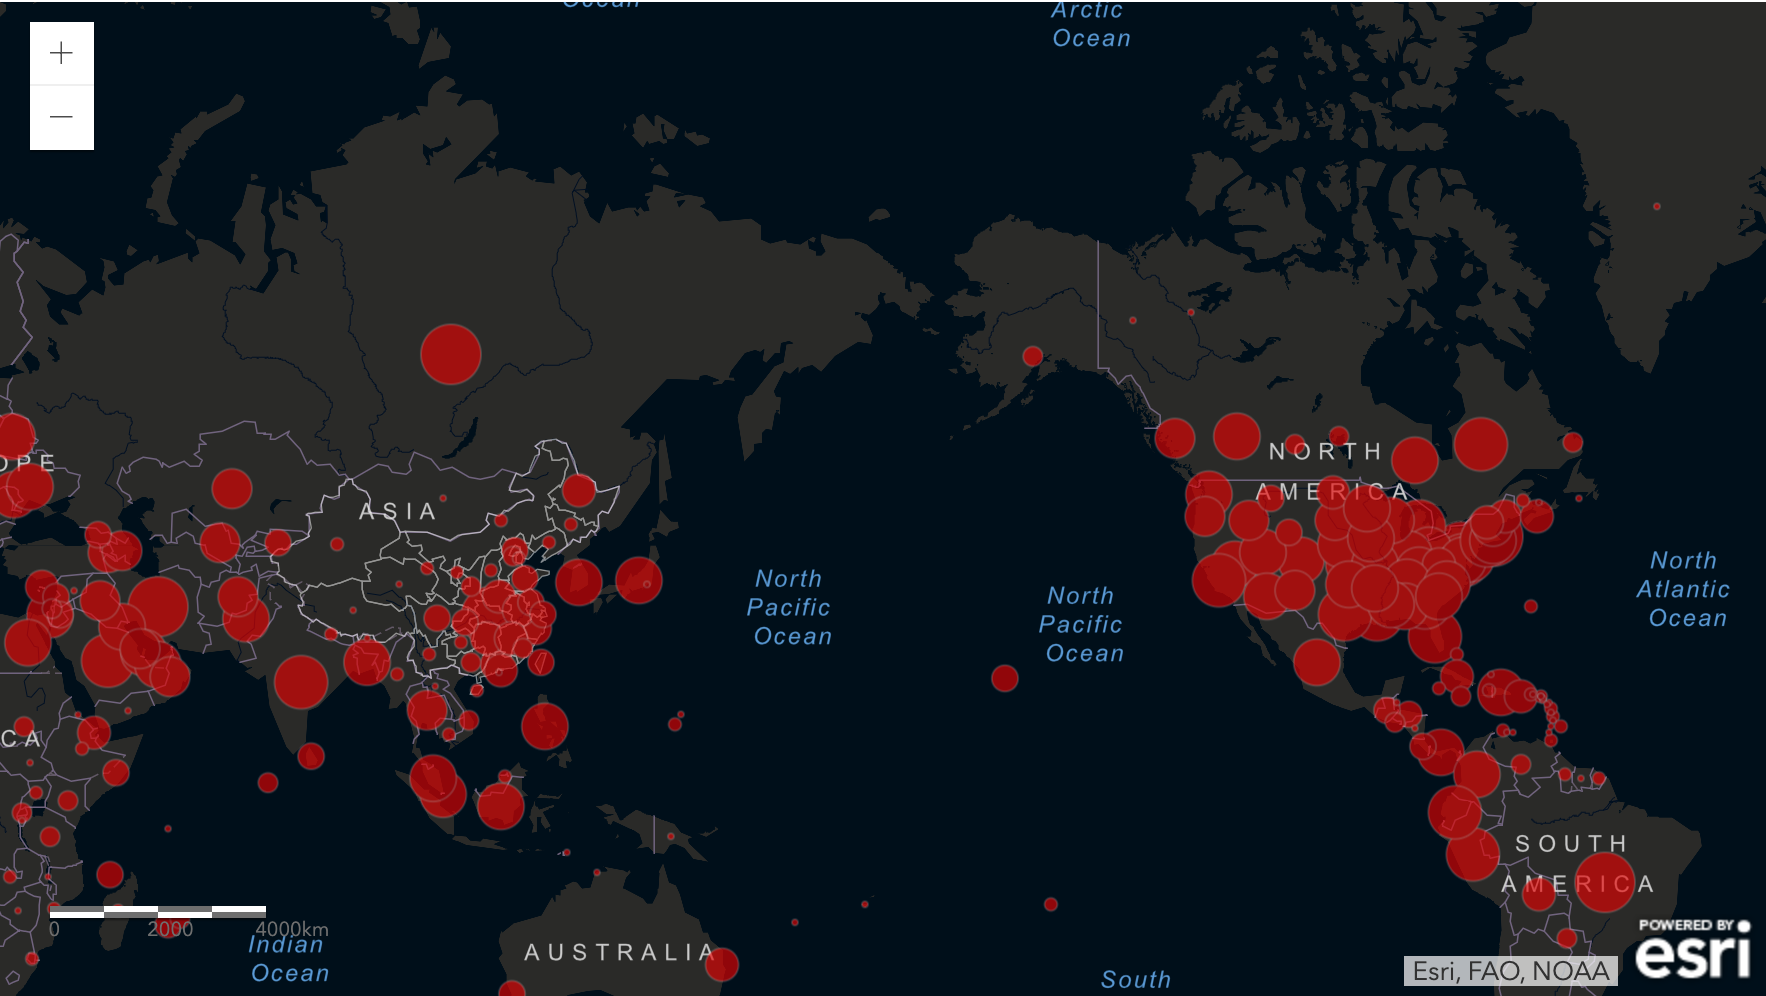 Ocean
Arctic
Ocean
+
−
NORTH
AMERICA
OPE
ASIA
North
Pacific
Ocean
North
Pacific
Ocean
North
Atlantic
Ocean
CA
SOUTH
AMERICA
0 2000 4000km
Indian
Ocean
AUSTRALIA
South
POWERED BY
esri
Esri, FAO, NOAA